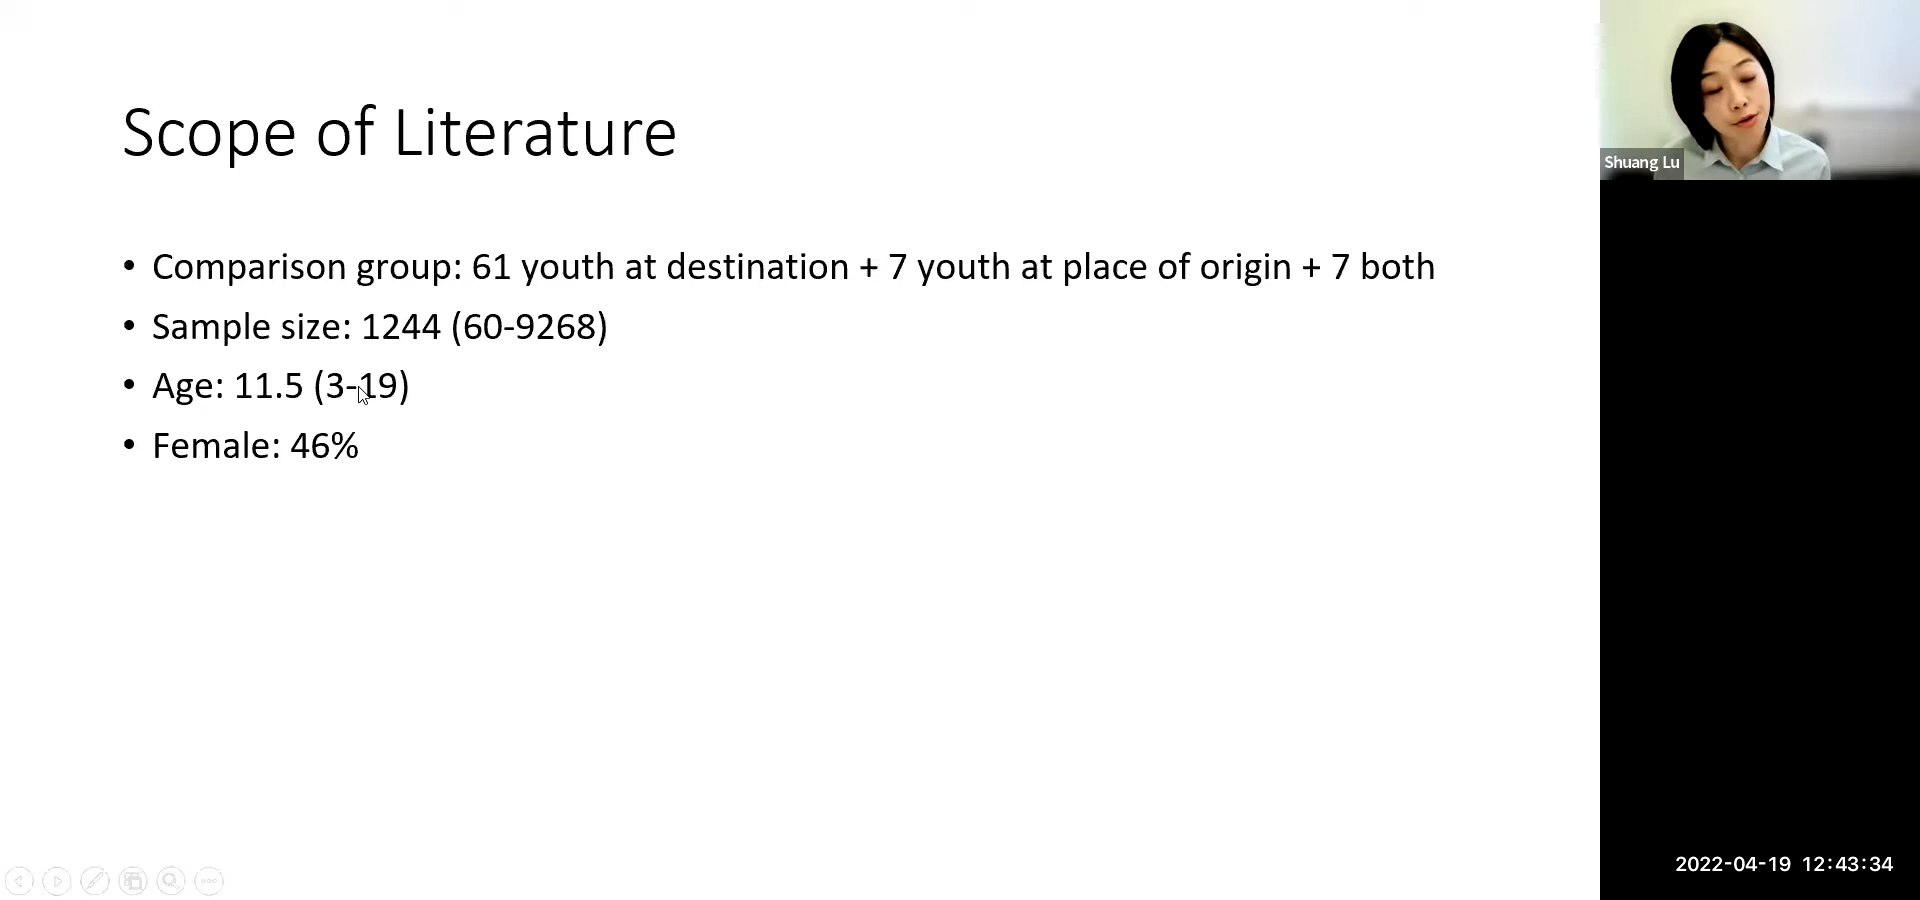 Scope of Literature
• Comparison group: 61 youth at destination + 7 youth at place of origin + 7 both
• Sample size: 1244 (60-9268)
• Age: 11.5 (3-19)
• Female: 46%
Shuang Lu
2022-04-19 12:43:34